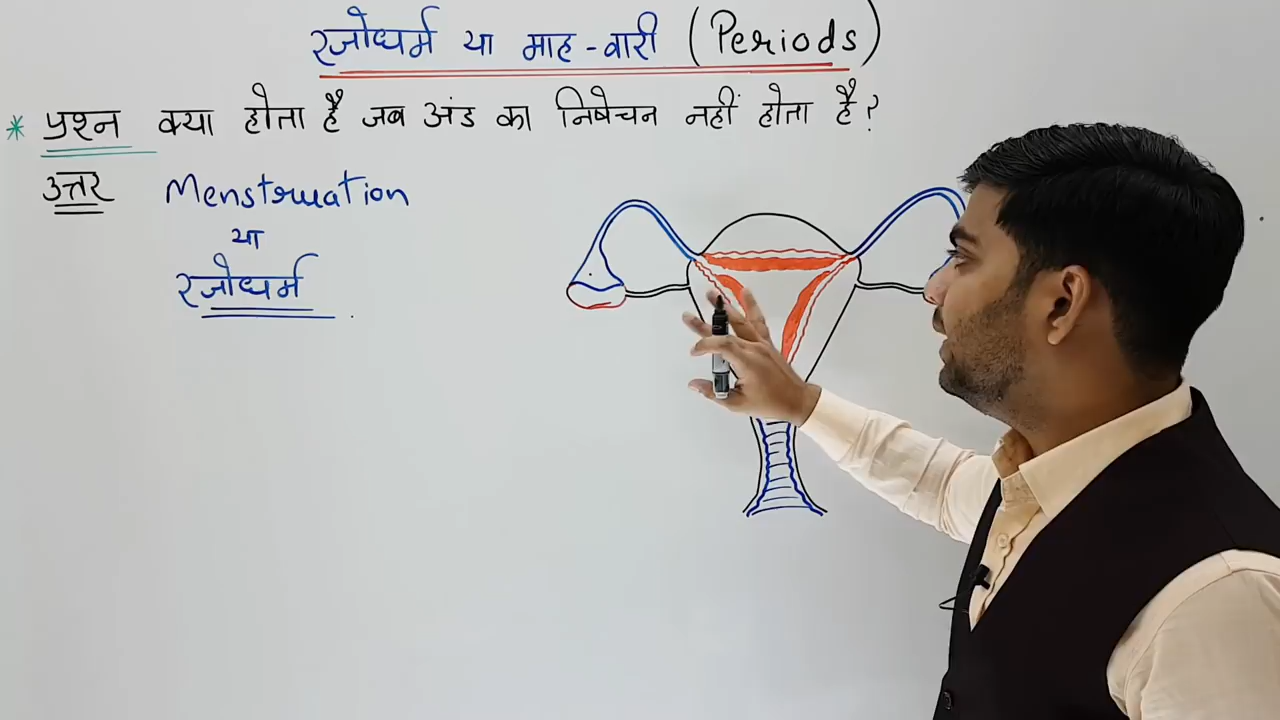 रजोधर्म या माह-वारी (Periods)
* प्रश्न क्या होता है जब अंड का निषेचन नहीं होता है?
उत्तर Menstruation
या
रजोधर्म